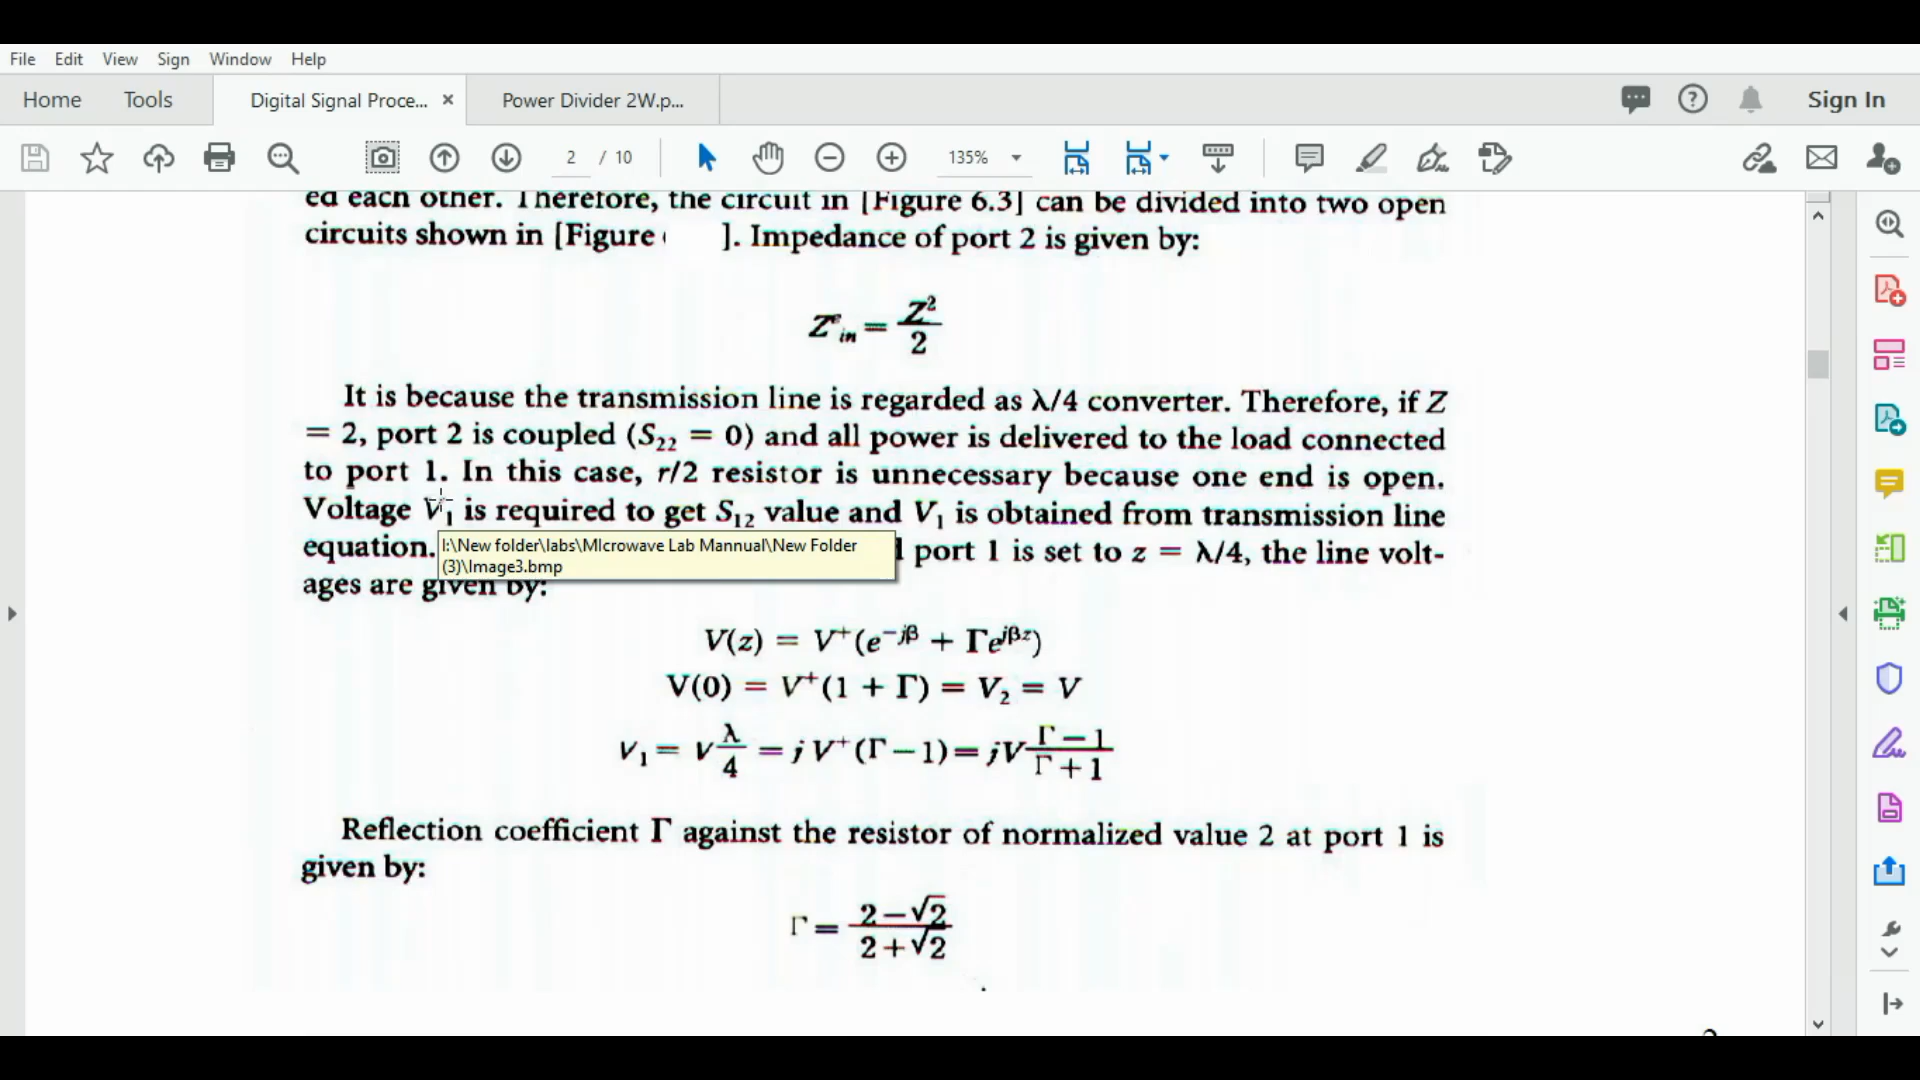 File Edit View Sign Window Help
Home Tools Digital Signal Proce... × Power Divider 2W.p... Sign In
2 / 10 135%
ed each other. Therefore, the circuit in [Figure 6.3] can be divided into two open
circuits shown in [Figure ]. Impedance of port 2 is given by:
Zᵉin = Z²/2
It is because the transmission line is regarded as λ/4 converter. Therefore, if Z
= 2, port 2 is coupled (S₂₂ = 0) and all power is delivered to the load connected
to port 1. In this case, r/2 resistor is unnecessary because one end is open.
Voltage V₁ is required to get S₁₂ value and V₁ is obtained from transmission line
equation. port 1 is set to z = λ/4, the line volt-
I:\New folder\labs\MIcrowave Lab Mannual\New Folder
(3)\Image3.bmp
ages are given by:
V(z) = V⁺(e^-jβ + Γe^jβz)
V(0) = V⁺(1 + Γ) = V₂ = V
V₁ = V λ/4 = j V⁺(Γ−1) = jV (Γ−1)/(Γ+1)
Reflection coefficient Γ against the resistor of normalized value 2 at port 1 is
given by:
Γ = (2−√2)/(2+√2)